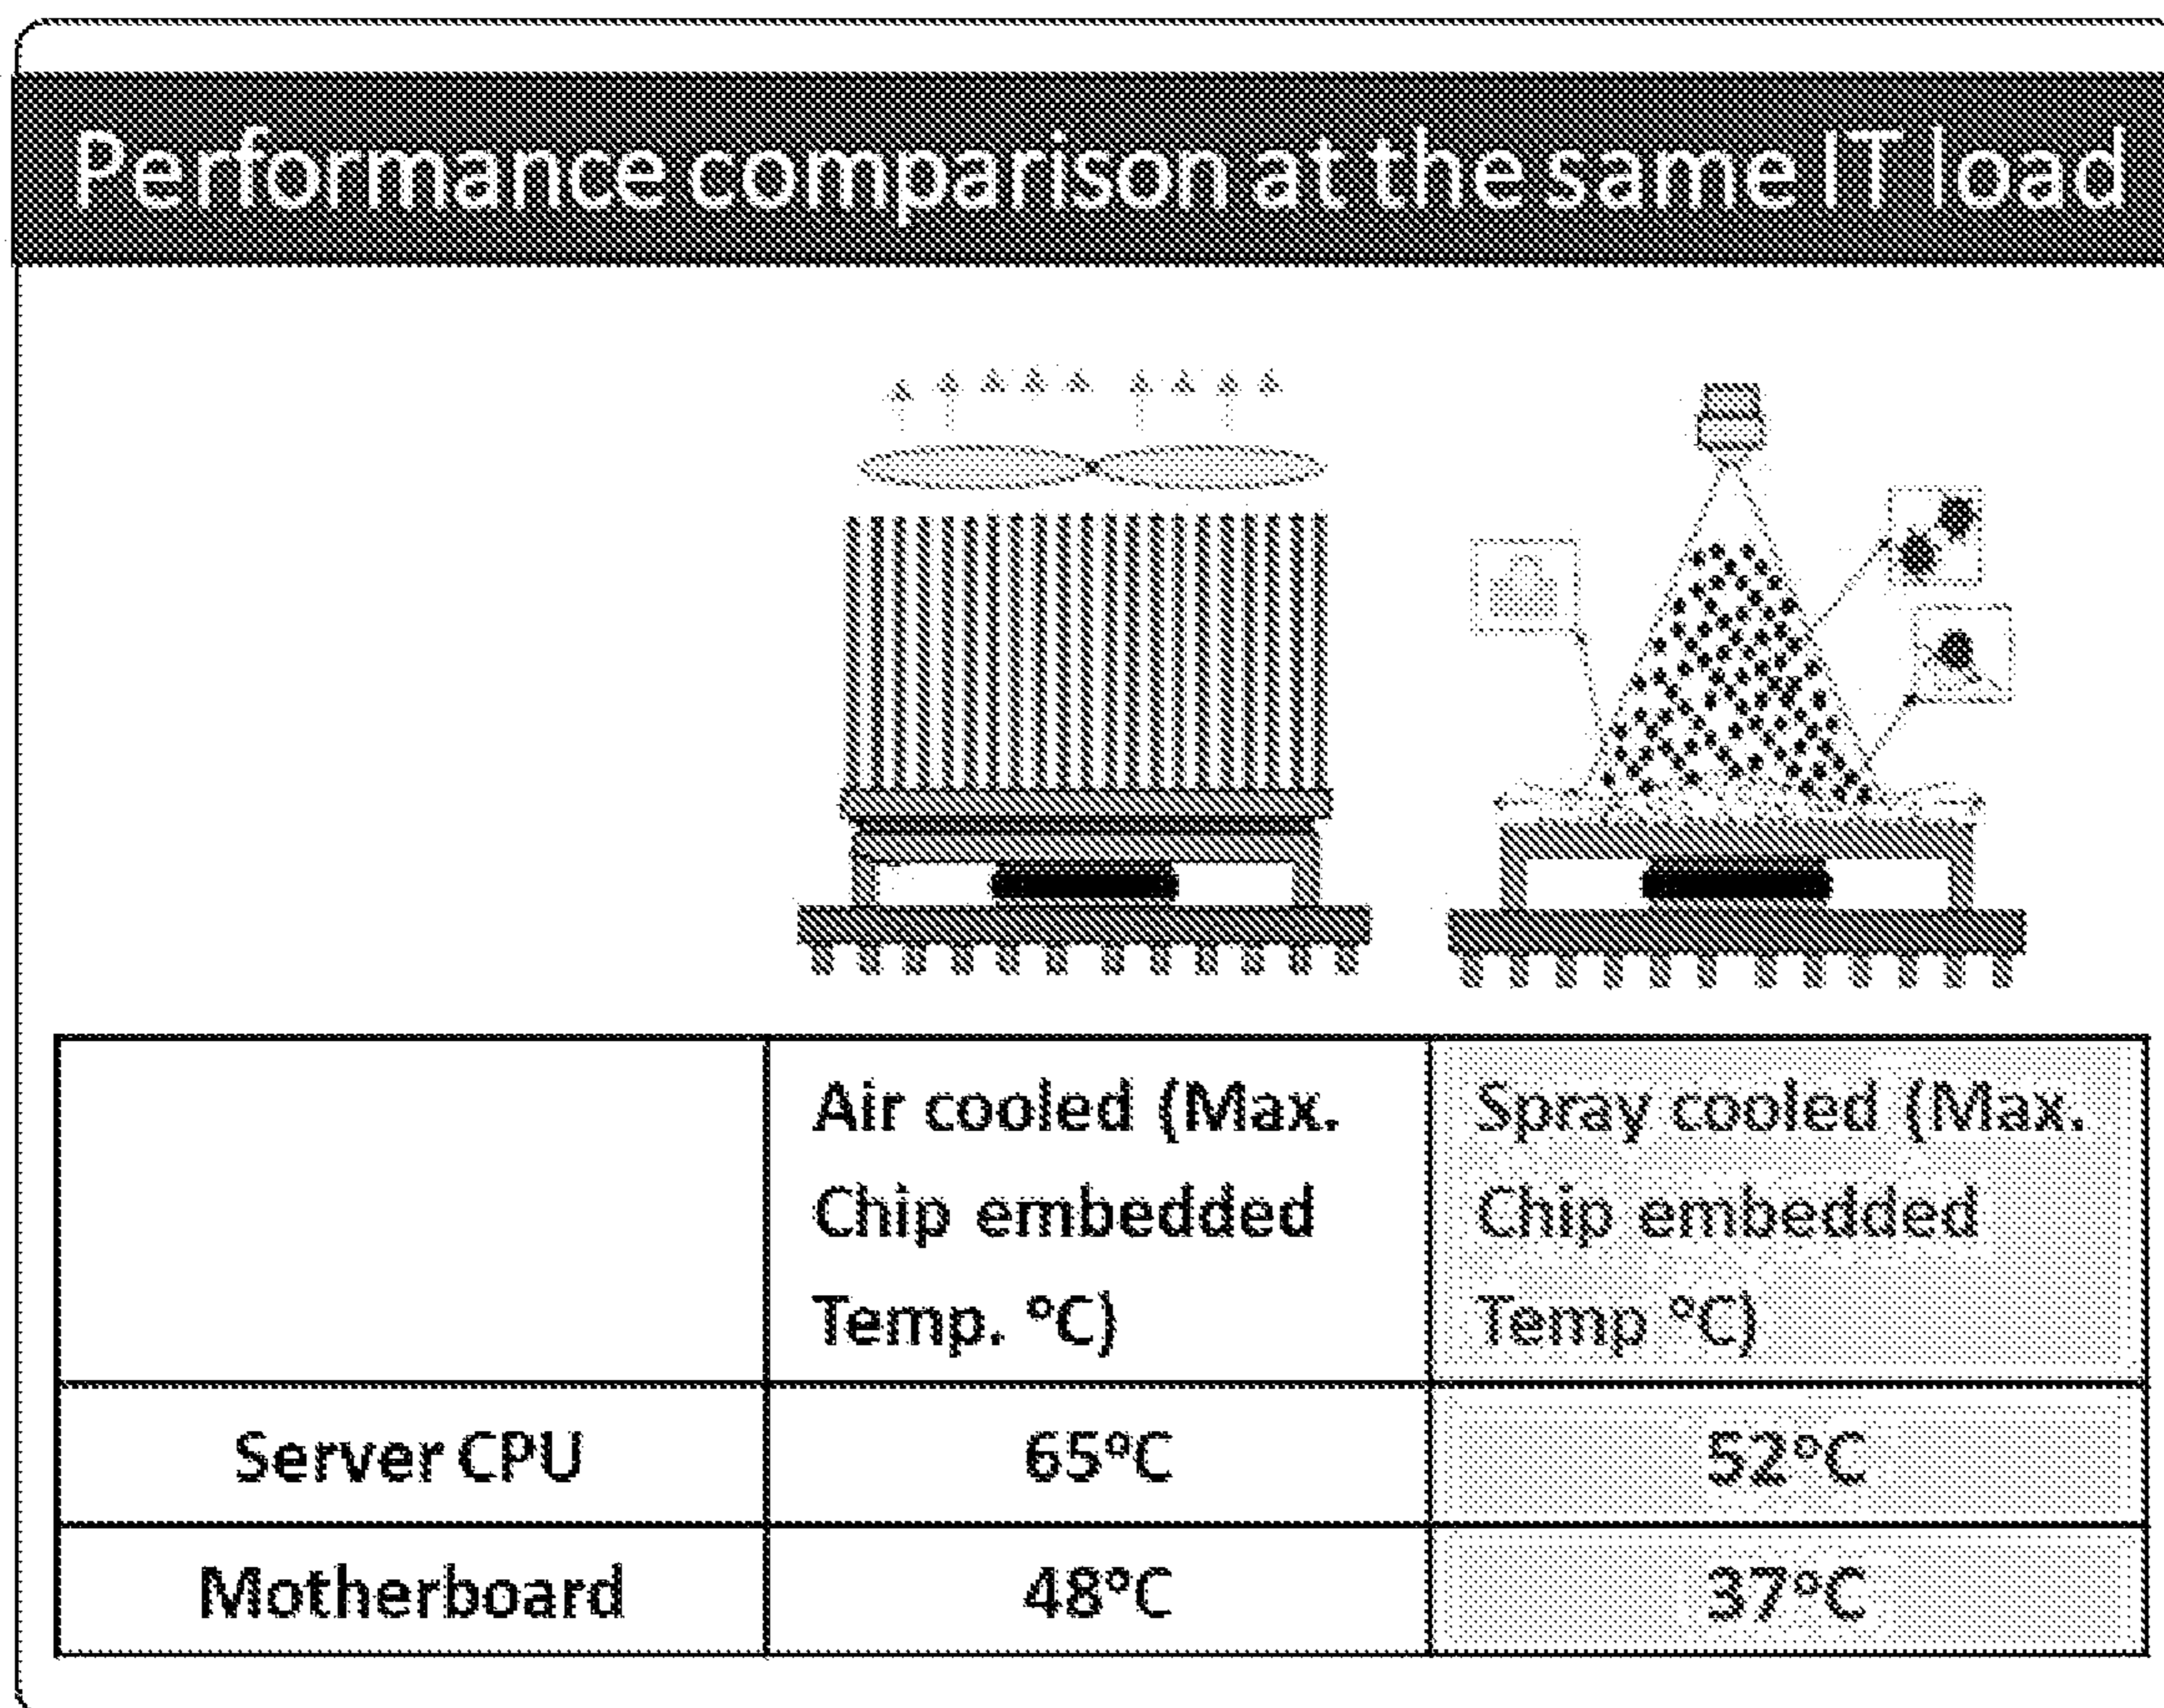 Performance comparison at the same IT load
Air cooled (Max.
Chip embedded
Temp. °C)
Spray cooled (Max.
Chip embedded
Temp °C)
Server CPU 65°C 52°C
Motherboard 48°C 37°C